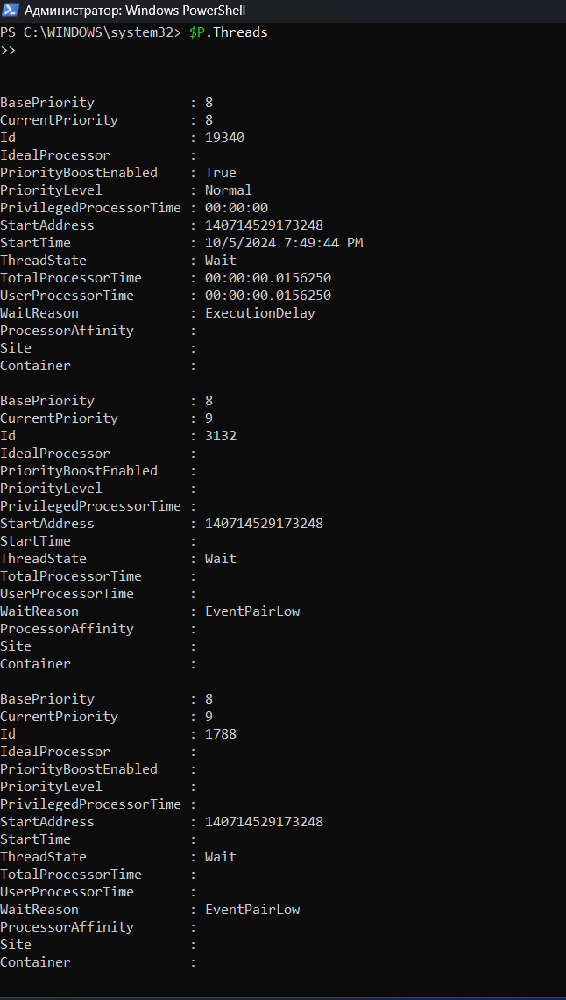 Администратор: Windows PowerShell
PS C:\WINDOWS\system32> $P.Threads
>>
BasePriority            : 8
CurrentPriority         : 8
Id                      : 19340
IdealProcessor          :
PriorityBoostEnabled    : True
PriorityLevel           : Normal
PrivilegedProcessorTime : 00:00:00
StartAddress            : 140714529173248
StartTime               : 10/5/2024 7:49:44 PM
ThreadState             : Wait
TotalProcessorTime      : 00:00:00.0156250
UserProcessorTime       : 00:00:00.0156250
WaitReason              : ExecutionDelay
ProcessorAffinity       :
Site                    :
Container               :
BasePriority            : 8
CurrentPriority         : 9
Id                      : 3132
IdealProcessor          :
PriorityBoostEnabled    :
PriorityLevel           :
PrivilegedProcessorTime :
StartAddress            : 140714529173248
StartTime               :
ThreadState             : Wait
TotalProcessorTime      :
UserProcessorTime       :
WaitReason              : EventPairLow
ProcessorAffinity       :
Site                    :
Container               :
BasePriority            : 8
CurrentPriority         : 9
Id                      : 1788
IdealProcessor          :
PriorityBoostEnabled    :
PriorityLevel           :
PrivilegedProcessorTime :
StartAddress            : 140714529173248
StartTime               :
ThreadState             : Wait
TotalProcessorTime      :
UserProcessorTime       :
WaitReason              : EventPairLow
ProcessorAffinity       :
Site                    :
Container               :